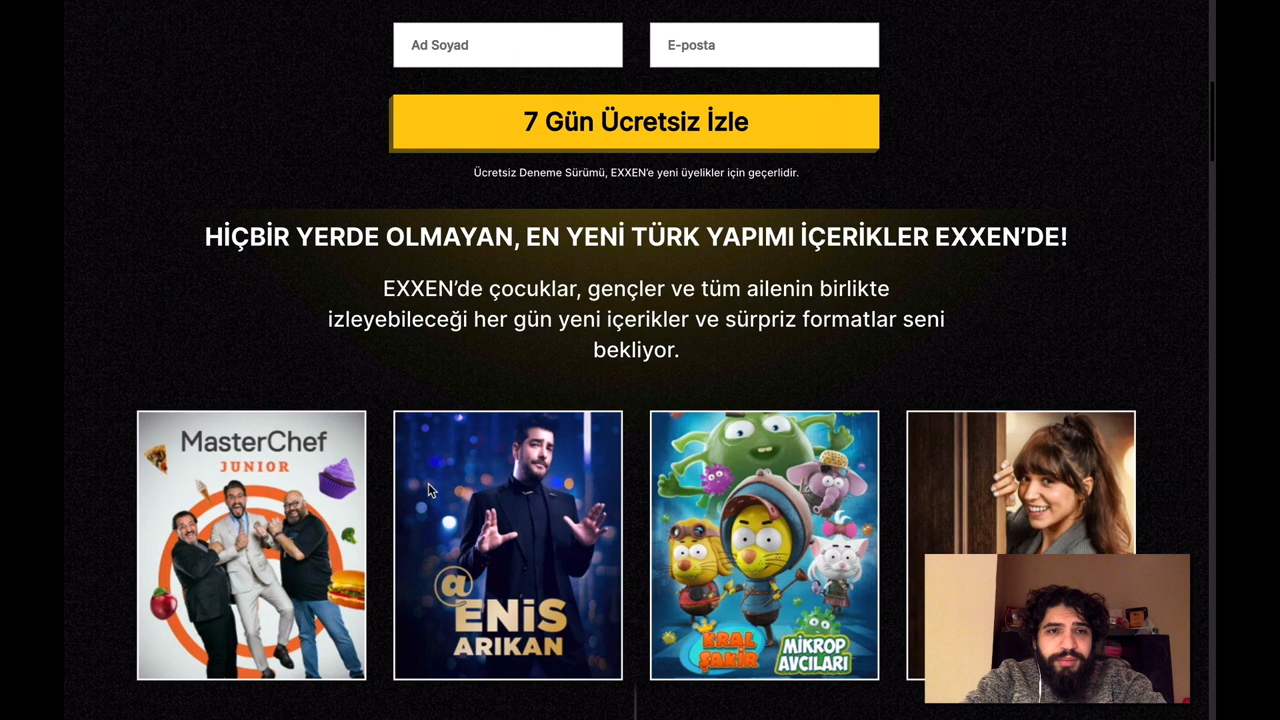 Ad Soyad
E-posta
7 Gün Ücretsiz İzle
Ücretsiz Deneme Sürümü, EXXEN’e yeni üyelikler için geçerlidir.
HİÇBİR YERDE OLMAYAN, EN YENİ TÜRK YAPIMI İÇERİKLER EXXEN’DE!
EXXEN’de çocuklar, gençler ve tüm ailenin birlikte
izleyebileceği her gün yeni içerikler ve sürpriz formatlar seni
bekliyor.
MasterChef
JUNIOR
@
ENiS
ARIKAN
KRAL
ŞAKİR
MİKROP
AVCILARI